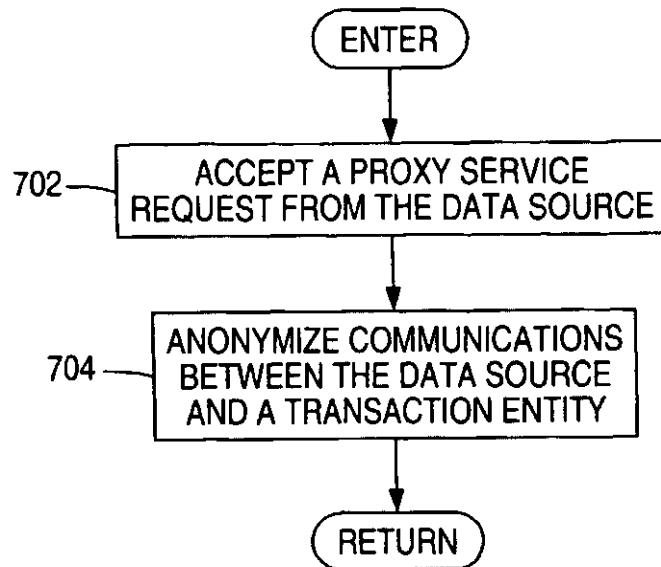 ENTER
702
ACCEPT A PROXY SERVICE
REQUEST FROM THE DATA SOURCE
704
ANONYMIZE COMMUNICATIONS
BETWEEN THE DATA SOURCE
AND A TRANSACTION ENTITY
RETURN